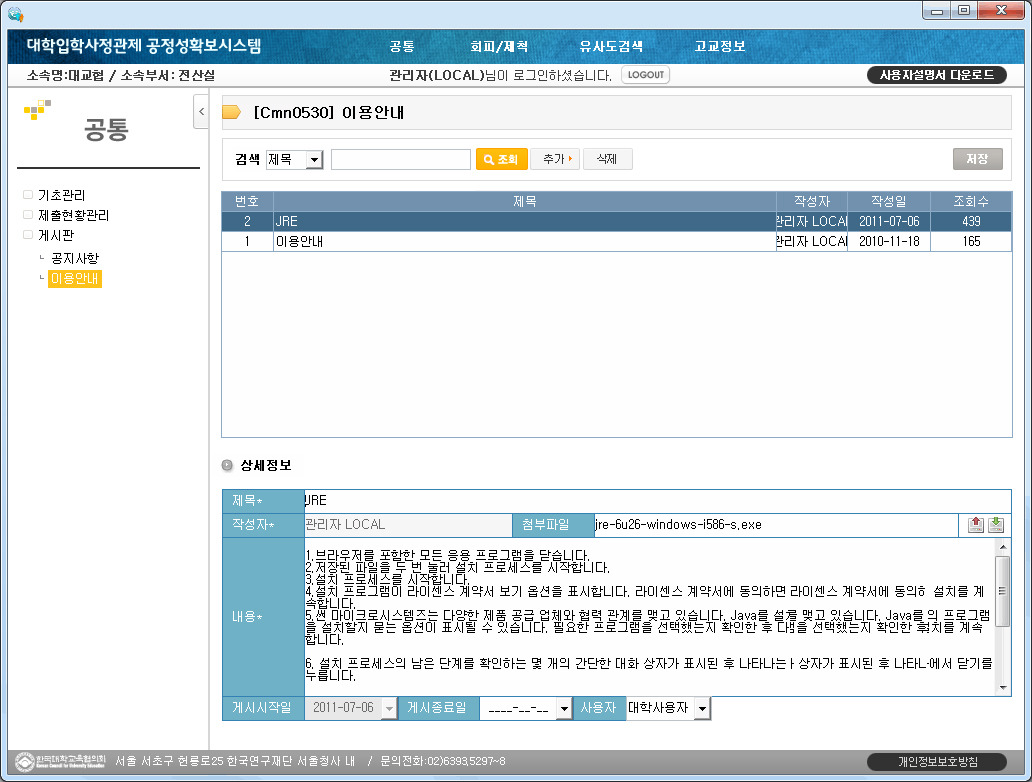 대학입학사정관제 공정성확보시스템 공통 회피/제척 유사도검색 고교정보
소속명:대교협 / 소속부서: 전산실 관리자(LOCAL)님이 로그인하셨습니다. LOGOUT 사용자설명서 다운로드
공통
기초관리
제출현황관리
게시판
공지사항
이용안내
[Cmn0530] 이용안내
검색 제목 조회 추가 삭제 저장
번호 제목 작성자 작성일 조회수
2 JRE 관리자 LOCAL 2011-07-06 439
1 이용안내 관리자 LOCAL 2010-11-18 165
상세정보
제목* JRE
작성자* 관리자 LOCAL 첨부파일 jre-6u26-windows-i586-s.exe
내용*
1.브라우저를 포함한 모든 응용 프로그램을 닫습니다.
2.저장된 파일을 두 번 눌러 설치 프로세스를 시작합니다.
3.설치 프로세스를 시작합니다.
4.설치 프로그램이 라이센스 계약서 보기 옵션을 표시합니다. 라이센스 계약서에 동의하면 라이센스 계약서에 동의하 설치를 계
속합니다.
5.썬 마이크로시스템즈는 다양한 제품 공급 업체와 협력 관계를 맺고 있습니다. Java를 설치 맺고 있습니다. Java를 의 프로그램
을 설치할지 묻는 옵션이 표시될 수 있습니다. 필요한 프로그램을 선택했는지 확인한 후 다음을 선택했는지 확인한 후 설치를 계속
합니다.
6. 설치 프로세스의 남은 단계를 확인하는 몇 개의 간단한 대화 상자가 표시된 후 나타나는 상자가 표시된 후 나타나 에서 닫기를
누릅니다.
게시시작일 2011-07-06 게시종료일 ____-__-__ 사용자 대학사용자
한국대학교육협의회 서울 서초구 헌릉로25 한국연구재단 서울청사 내 / 문의전화:02)6393,5297~8 개인정보보호방침